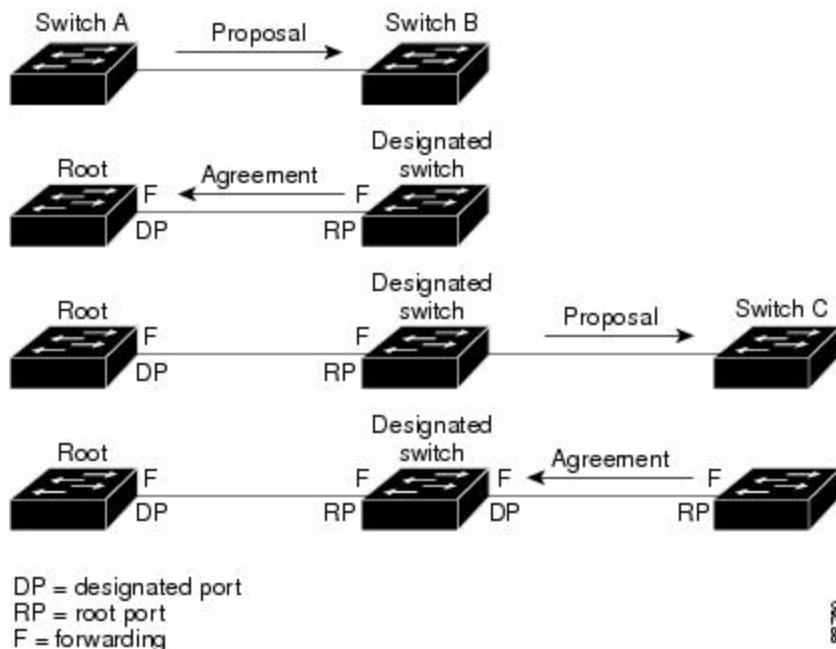 Switch A
Proposal
Switch B
Root
F
Agreement
F
Designated
switch
DP
RP
Root
F
F
Designated
switch
Proposal
Switch C
DP
RP
Root
F
F
Designated
switch
F
Agreement
F
DP
RP
DP
RP
DP = designated port
RP = root port
F = forwarding